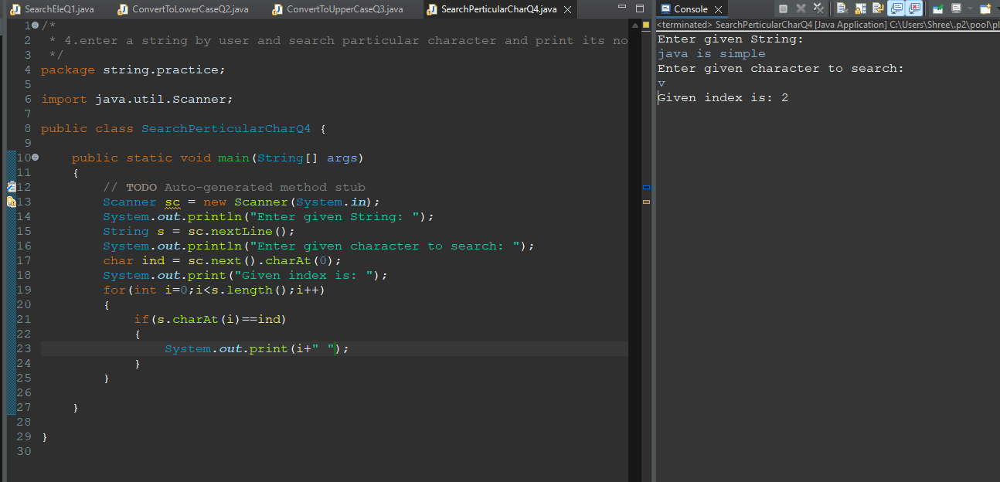 SearchEleQ1.java ConvertToLowerCaseQ2.java ConvertToUpperCaseQ3.java SearchPerticularCharQ4.java
1 /*
2 * 4.enter a string by user and search particular character and print its no
3 */
4 package string.practice;
5
6 import java.util.Scanner;
7
8 public class SearchPerticularCharQ4 {
9
10 public static void main(String[] args)
11 {
12 // TODO Auto-generated method stub
13 Scanner sc = new Scanner(System.in);
14 System.out.println("Enter given String: ");
15 String s = sc.nextLine();
16 System.out.println("Enter given character to search: ");
17 char ind = sc.next().charAt(0);
18 System.out.print("Given index is: ");
19 for(int i=0;i<s.length();i++)
20 {
21 if(s.charAt(i)==ind)
22 {
23 System.out.print(i+" ");
24 }
25 }
26
27 }
28
29 }
30
Console
<terminated> SearchPerticularCharQ4 [Java Application] C:\Users\Shree\.p2\pool\pl
Enter given String:
java is simple
Enter given character to search:
v
Given index is: 2